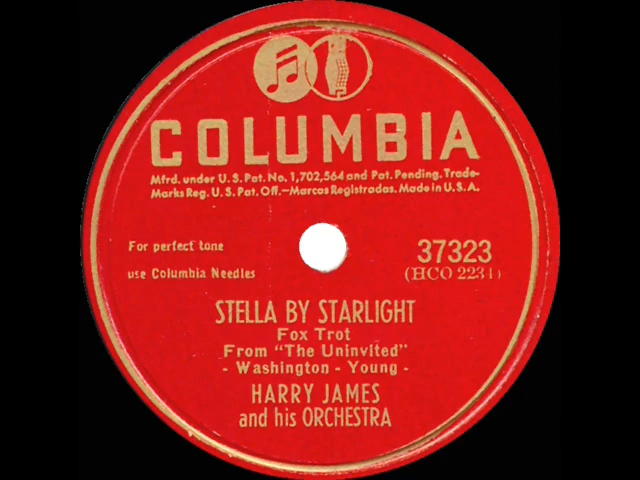 COLUMBIA
Mfrd. under U.S. Pat. No. 1,702,564 and Pat. Pending. Trade-
Marks Reg. U.S. Pat. Off.—Marcas Registradas. Made in U.S.A.
For perfect tone
use Columbia Needles
37323
(HCO 2231)
STELLA BY STARLIGHT
Fox Trot
From "The Uninvited"
- Washington - Young -
HARRY JAMES
and his ORCHESTRA